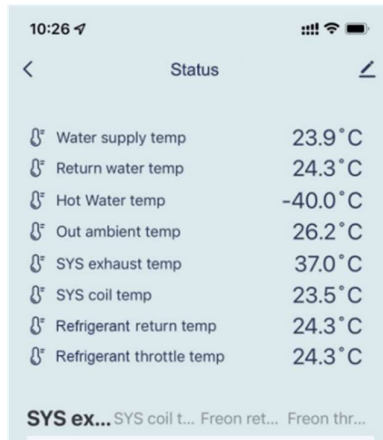 10:26
Status
Water supply temp 23.9°C
Return water temp 24.3°C
Hot Water temp -40.0°C
Out ambient temp 26.2°C
SYS exhaust temp 37.0°C
SYS coil temp 23.5°C
Refrigerant return temp 24.3°C
Refrigerant throttle temp 24.3°C
SYS ex... SYS coil t... Freon ret... Freon thr...